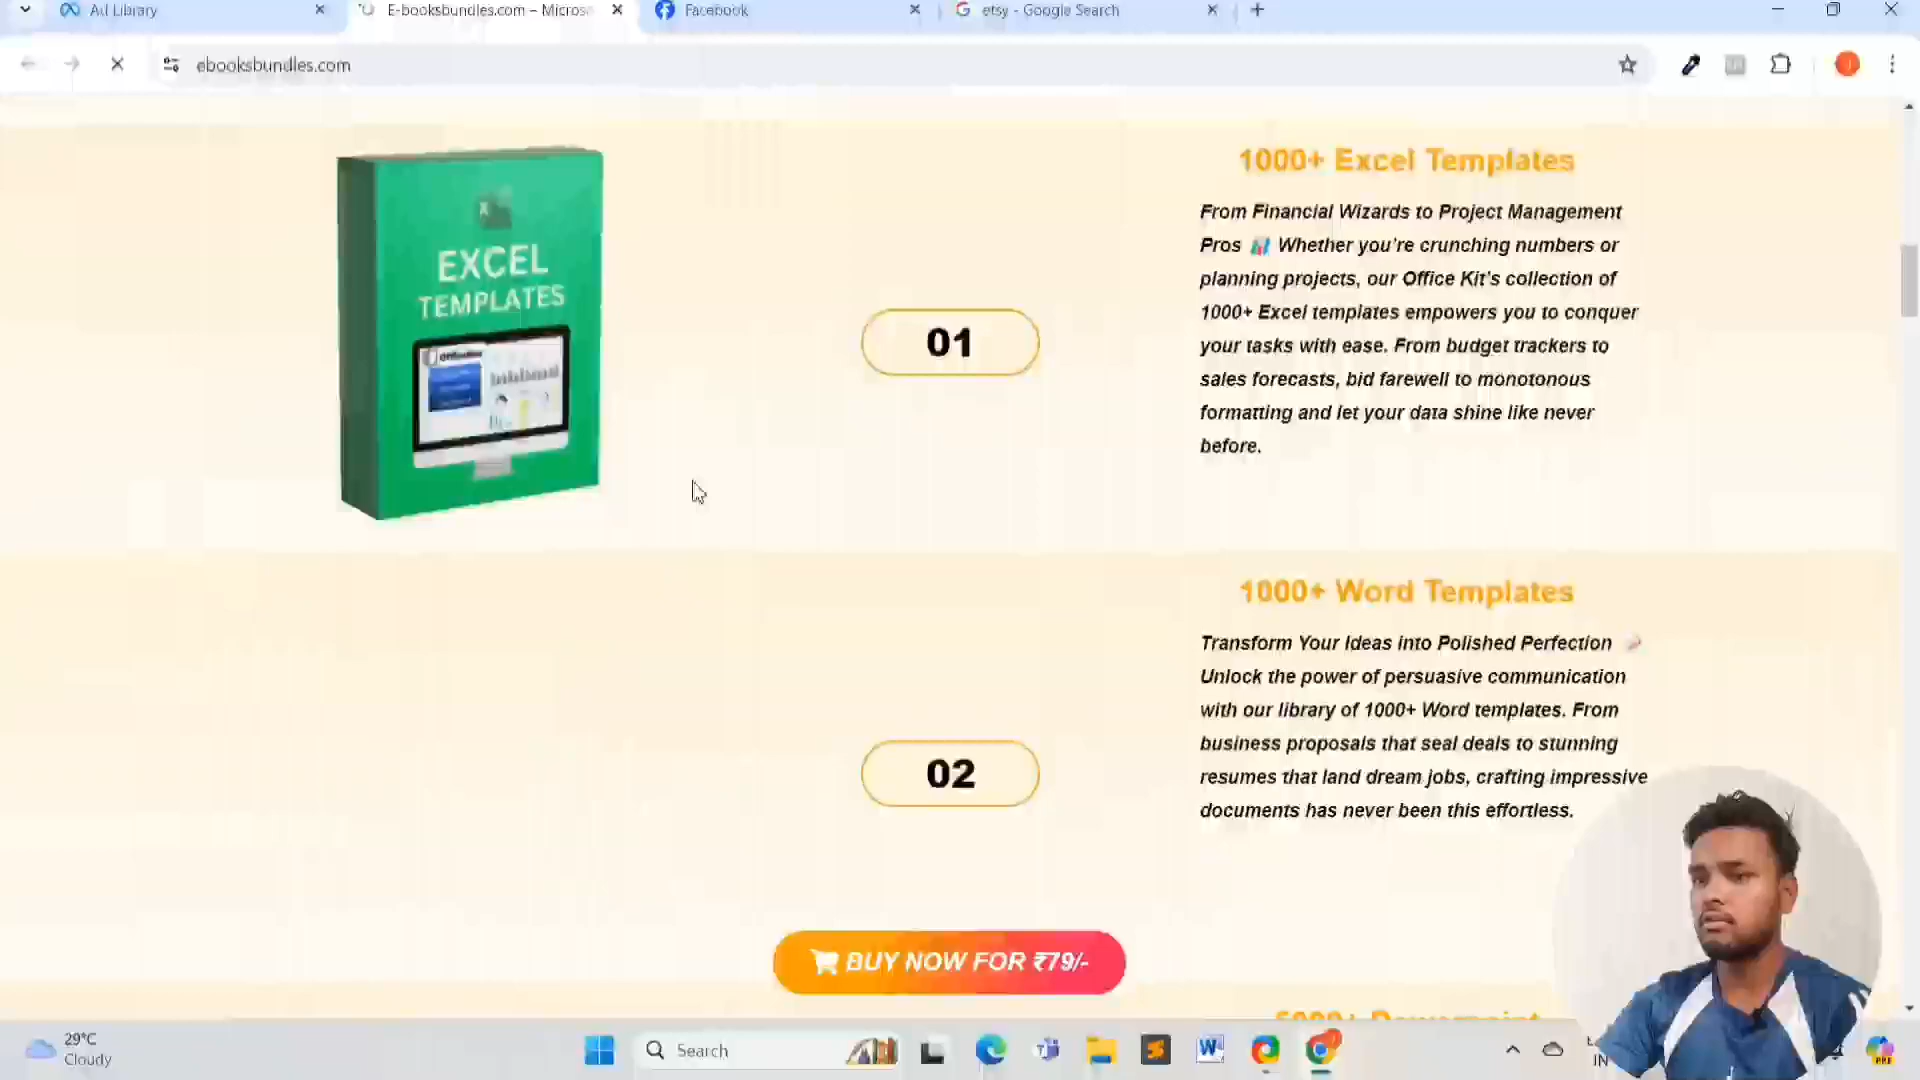 Ad Library
E-booksbundles.com – Micros
Facebook
etsy - Google Search
ebooksbundles.com
EXCEL
TEMPLATES
01
1000+ Excel Templates
From Financial Wizards to Project Management
Pros 📊 Whether you're crunching numbers or
planning projects, our Office Kit's collection of
1000+ Excel templates empowers you to conquer
your tasks with ease. From budget trackers to
sales forecasts, bid farewell to monotonous
formatting and let your data shine like never
before.
02
1000+ Word Templates
Transform Your Ideas into Polished Perfection
Unlock the power of persuasive communication
with our library of 1000+ Word templates. From
business proposals that seal deals to stunning
resumes that land dream jobs, crafting impressive
documents has never been this effortless.
BUY NOW FOR ₹79/-
5000+ Powerpoint
29°C
Cloudy
Search
IN